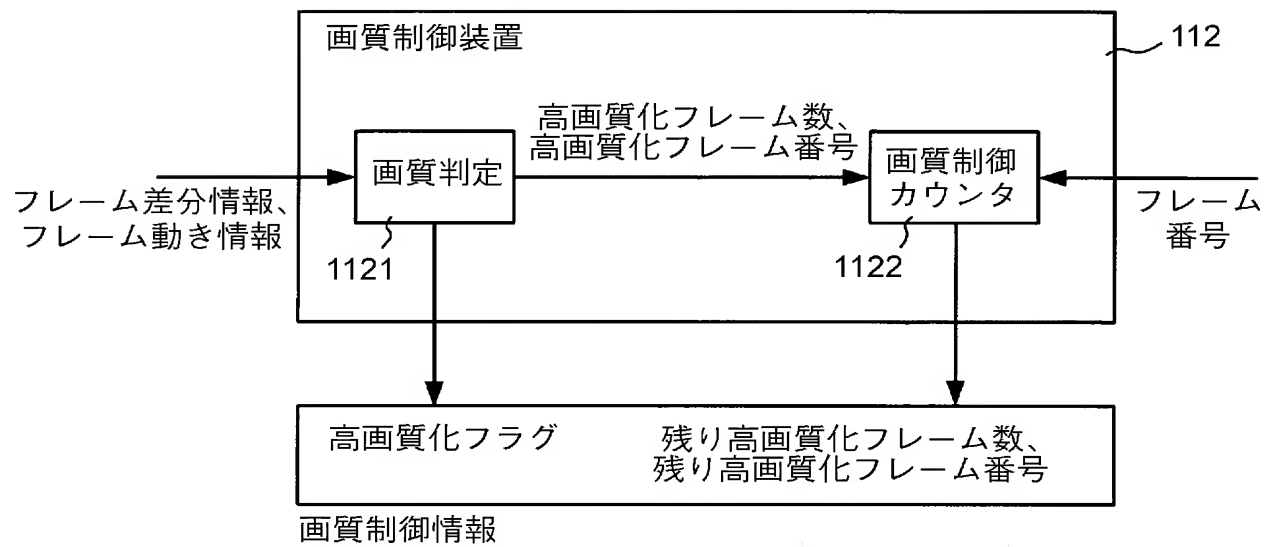 画質制御装置
112
高画質化フレーム数、
高画質化フレーム番号
画質判定
画質制御
カウンタ
フレーム差分情報、
フレーム動き情報
フレーム
番号
1121
1122
高画質化フラグ
残り高画質化フレーム数、
残り高画質化フレーム番号
画質制御情報